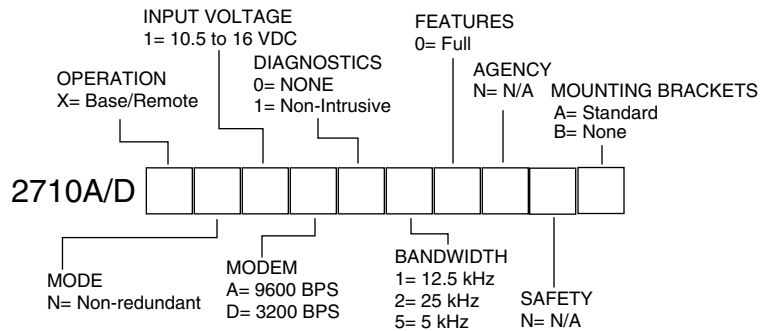 INPUT VOLTAGE
1= 10.5 to 16 VDC
FEATURES
0= Full
DIAGNOSTICS
0= NONE
1= Non-Intrusive
OPERATION
X= Base/Remote
AGENCY
N= N/A
MOUNTING BRACKETS
A= Standard
B= None
2710A/D
MODE
N= Non-redundant
MODEM
A= 9600 BPS
D= 3200 BPS
BANDWIDTH
1= 12.5 kHz
2= 25 kHz
5= 5 kHz
SAFETY
N= N/A